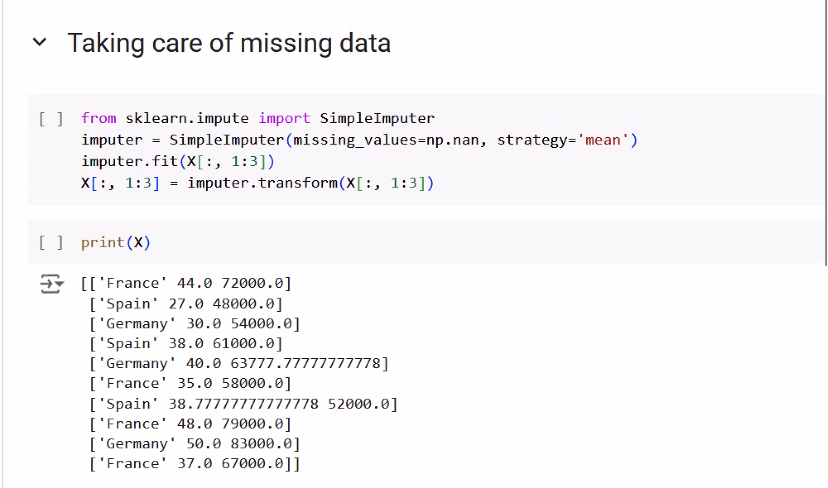 Taking care of missing data
[ ] from sklearn.impute import SimpleImputer
imputer = SimpleImputer(missing_values=np.nan, strategy='mean')
imputer.fit(X[:, 1:3])
X[:, 1:3] = imputer.transform(X[:, 1:3])
[ ] print(X)
[['France' 44.0 72000.0]
['Spain' 27.0 48000.0]
['Germany' 30.0 54000.0]
['Spain' 38.0 61000.0]
['Germany' 40.0 63777.77777777778]
['France' 35.0 58000.0]
['Spain' 38.77777777777778 52000.0]
['France' 48.0 79000.0]
['Germany' 50.0 83000.0]
['France' 37.0 67000.0]]